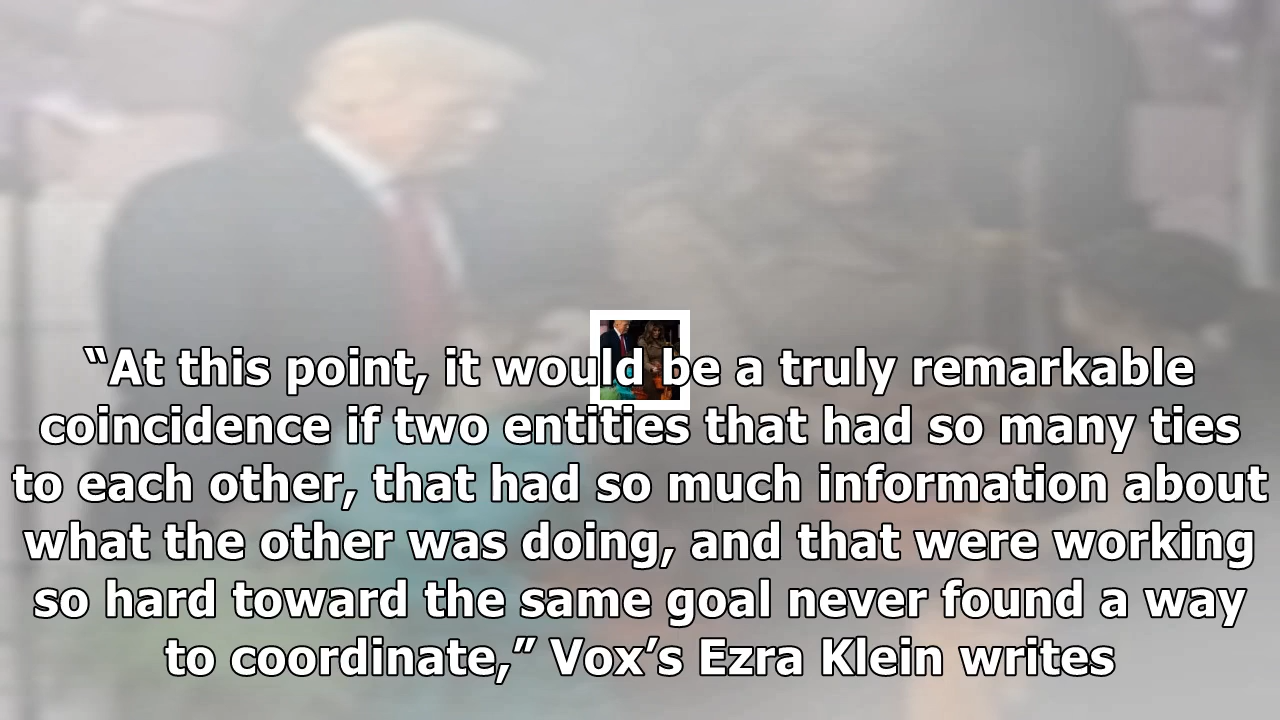 “At this point, it would be a truly remarkable
coincidence if two entities that had so many ties
to each other, that had so much information about
what the other was doing, and that were working
so hard toward the same goal never found a way
to coordinate,” Vox’s Ezra Klein writes